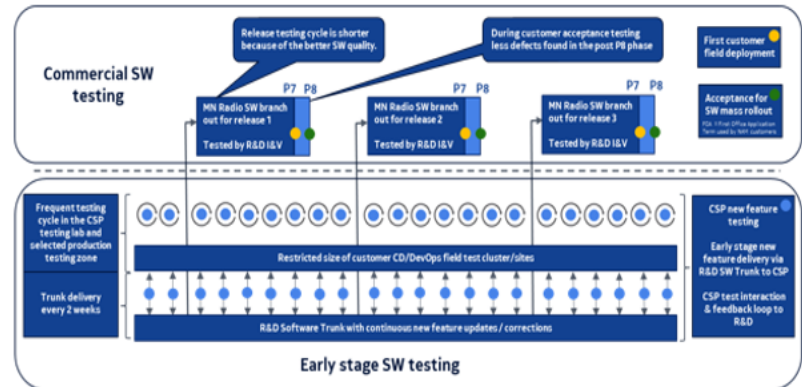 Release testing cycle is shorter
because of the better SW quality.
During customer acceptance testing
less defects found in the post P8 phase
First customer
field deployment
Commercial SW
testing
P7 P8
MN Radio SW branch
out for release 1
Tested by R&D I&V
MN Radio SW branch
out for release 2
Tested by R&D I&V
P7 P8
MN Radio SW branch
out for release 3
Tested by R&D I&V
Acceptance for
SW mass rollout
Term used by NAM customers
Frequent testing
cycle in the CSP
testing lab and
selected production
testing zone
Restricted size of customer CD/DevOps field test cluster/sites
Trunk delivery
every 2 weeks
R&D Software Trunk with continuous new feature updates / corrections
CSP new feature
testing
Early stage new
feature delivery via
R&D SW Trunk to CSP
CSP test interaction
& feedback loop to
R&D
Early stage SW testing